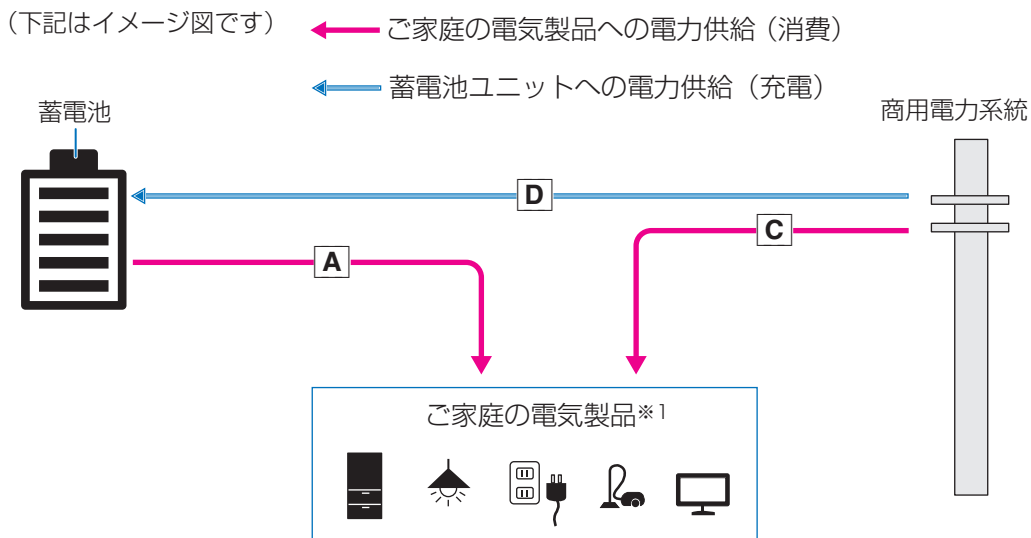 （下記はイメージ図です）
ご家庭の電気製品への電力供給（消費）
蓄電池ユニットへの電力供給（充電）
蓄電池
商用電力系統
D
C
A
ご家庭の電気製品※1